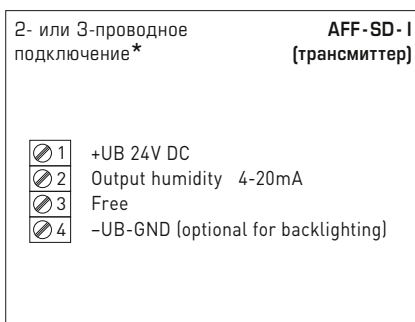 2- или 3-проводное AFF-SD-I
подключение* (трансмиттер)
1 +UB 24V DC
2 Output humidity 4-20mA
3 Free
4 –UB-GND (optional for backlighting)